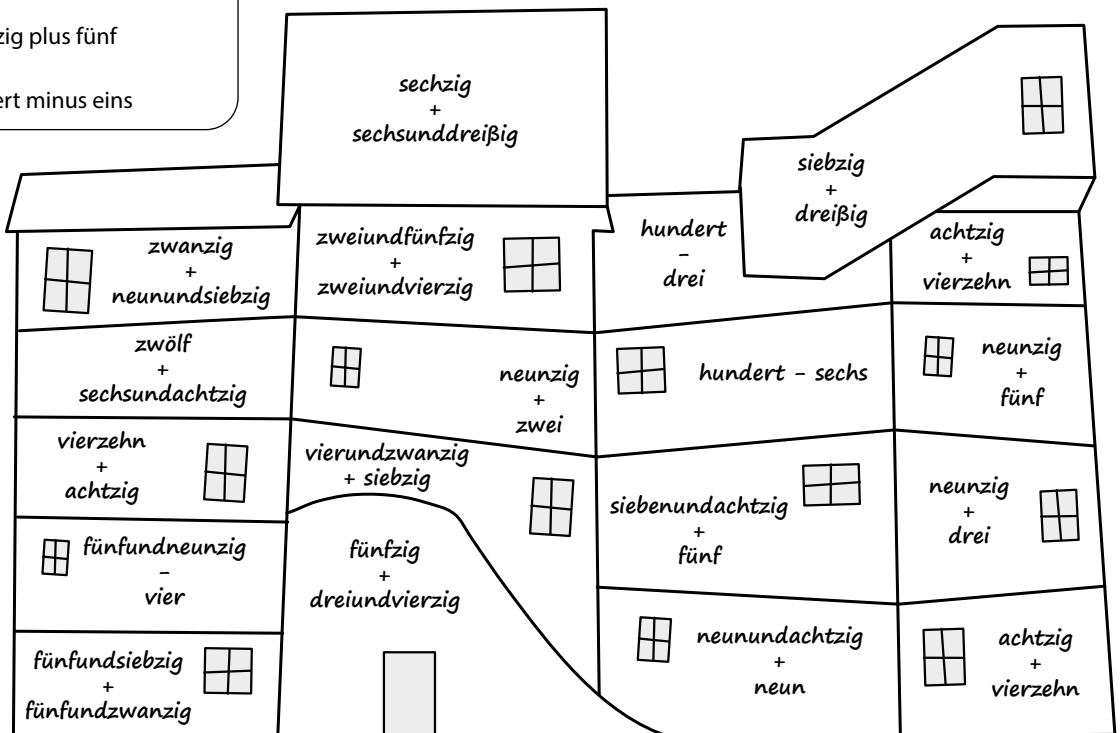 zig plus fünf
ert minus eins
sechzig
+
sechsunddreißig
siebzig
+
dreißig
zwanzig
+
neunundsiebzig
zweiundfünfzig
+
zweiundvierzig
hundert
-
drei
achtzig
+
vierzehn
zwölf
+
sechsundachtzig
neunzig
+
zwei
hundert - sechs
neunzig
+
fünf
vierzehn
+
achtzig
vierundzwanzig
+ siebzig
siebenundachtzig
+
fünf
neunzig
+
drei
fünfundneunzig
-
vier
fünfzig
+
dreiundvierzig
fünfundsiebzig
+
fünfundzwanzig
neunundachtzig
+
neun
achtzig
+
vierzehn